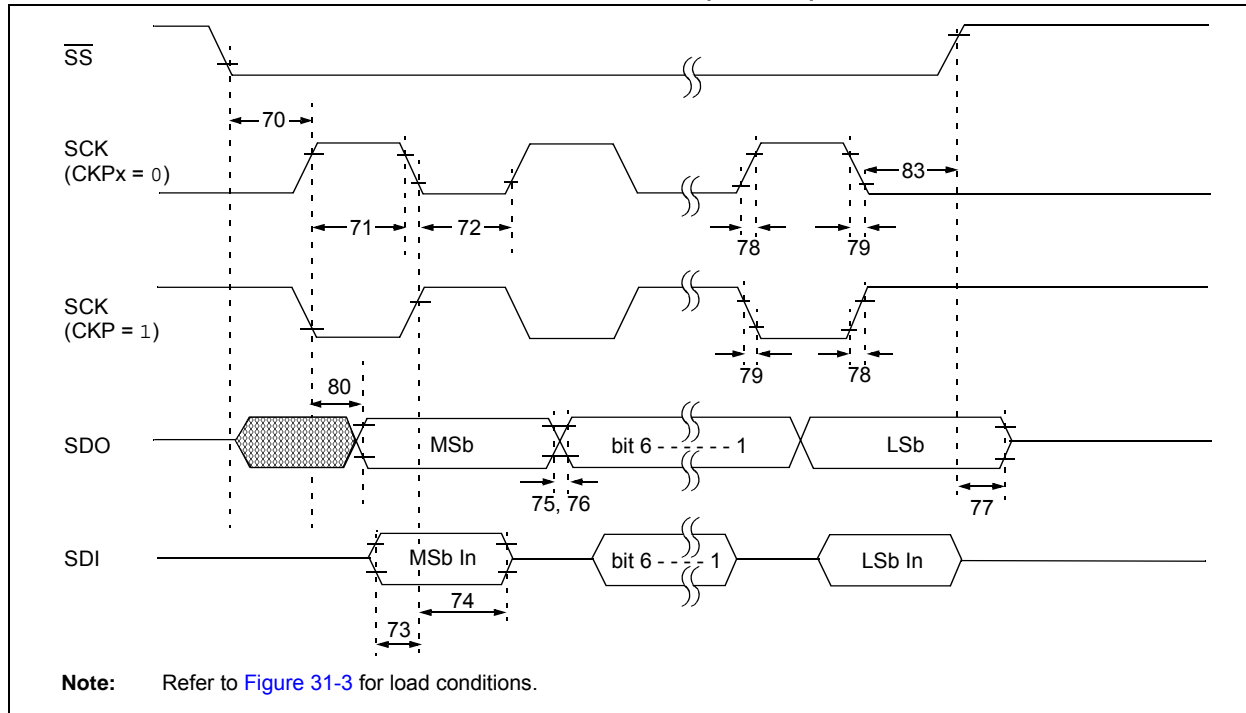 SS
70
SCK
(CKPx = 0)
83
71
72
78
79
SCK
(CKP = 1)
79
78
80
SDO
MSb
bit 6 - - - - - - 1
LSb
75, 76
77
SDI
MSb In
bit 6 - - - - 1
LSb In
74
73
Note: Refer to Figure 31-3 for load conditions.